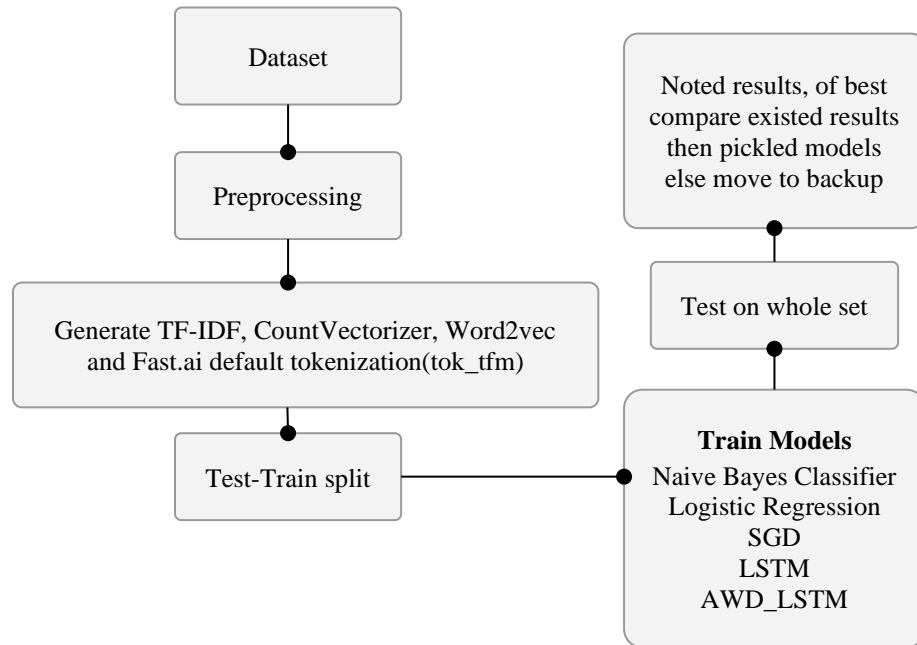 Dataset
Preprocessing
Generate TF-IDF, CountVectorizer, Word2vec
and Fast.ai default tokenization(tok_tfm)
Test-Train split
Train Models
Naive Bayes Classifier
Logistic Regression
SGD
LSTM
AWD_LSTM
Test on whole set
Noted results, of best
compare existed results
then pickled models
else move to backup